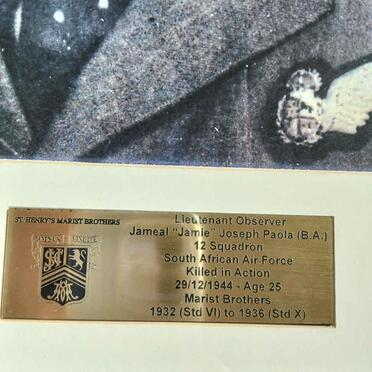 ST. HENRY'S MARIST BROTHERS
Lieutenant Observer
Jameal "Jamie" Joseph Paola (B.A.)
12 Squadron
South African Air Force
Killed in Action
29/12/1944 - Age 25
Marist Brothers
1932 (Std VI) to 1936 (Std X)